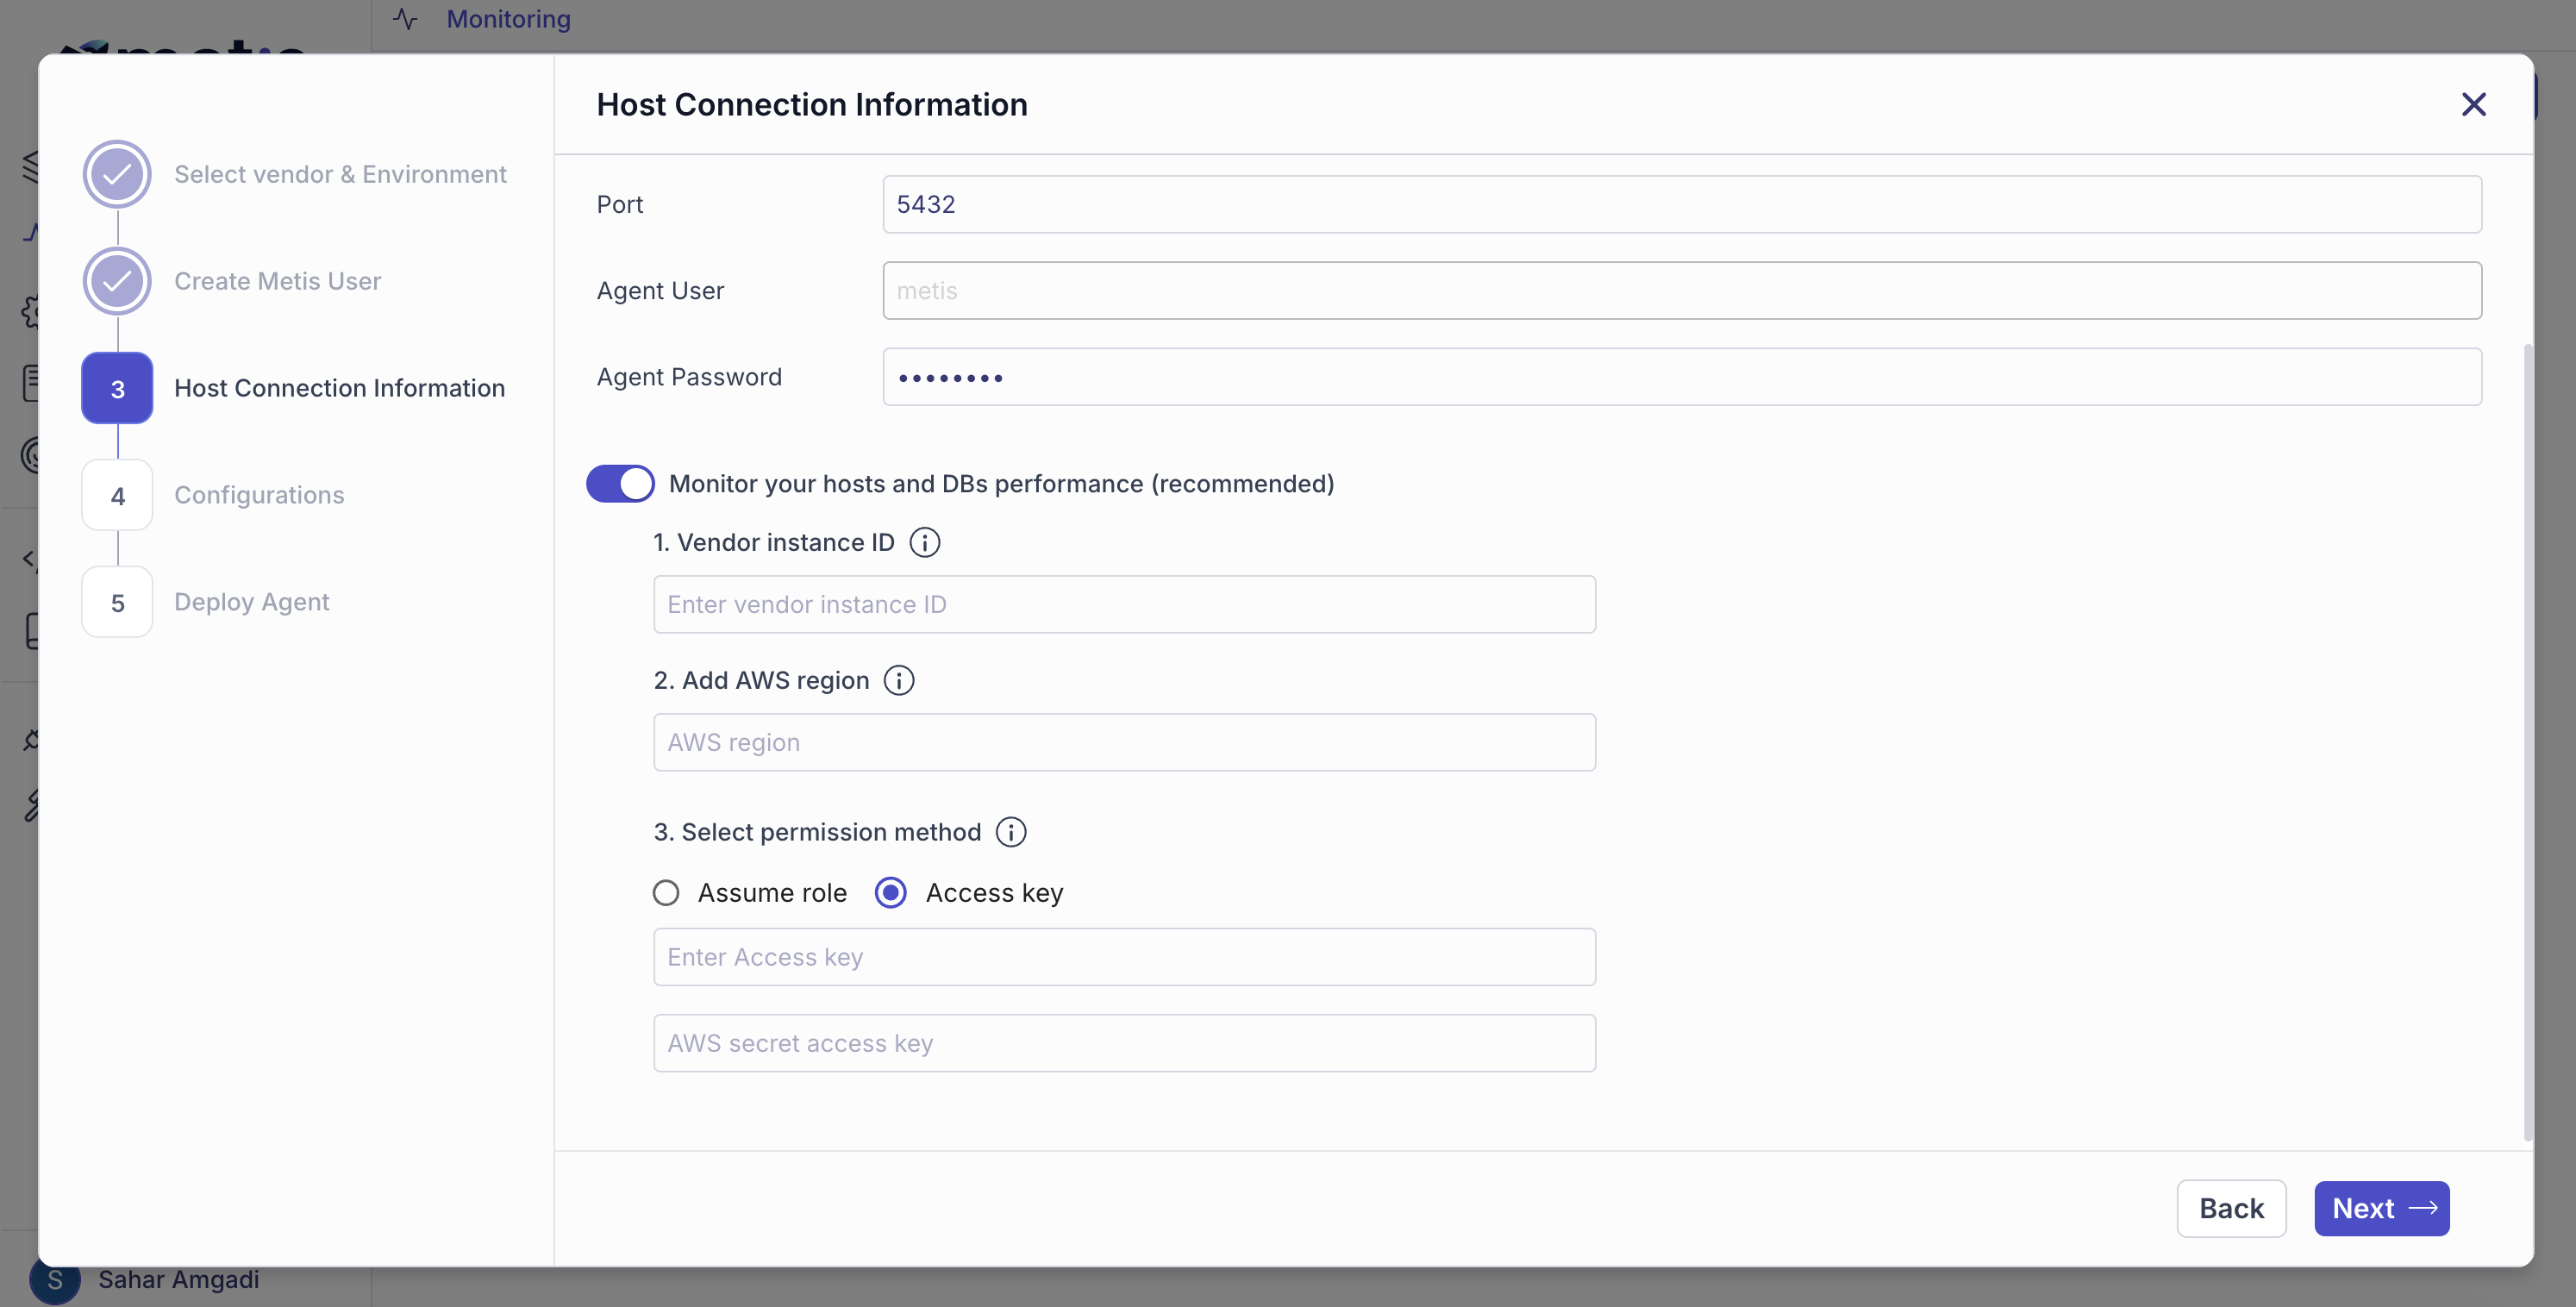 Monitoring
Host Connection Information
Select vendor & Environment
Create Metis User
3 Host Connection Information
4 Configurations
5 Deploy Agent
Port 5432
Agent User metis
Agent Password ••••••••
Monitor your hosts and DBs performance (recommended)
1. Vendor instance ID
Enter vendor instance ID
2. Add AWS region
AWS region
3. Select permission method
Assume role Access key
Enter Access key
AWS secret access key
Back Next
S Sahar Amgadi